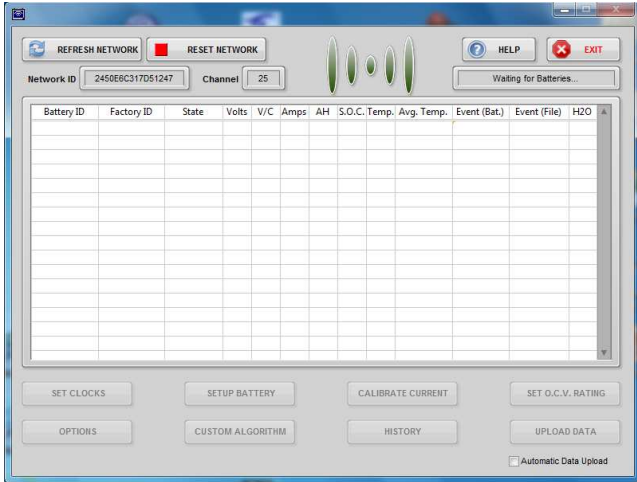 REFRESH NETWORK RESET NETWORK HELP EXIT
Network ID 2450E6C317D51247 Channel 25 Waiting for Batteries...
Battery ID Factory ID State Volts V/C Amps AH S.O.C. Temp. Avg. Temp. Event (Bat.) Event (File) H2O
SET CLOCKS SETUP BATTERY CALIBRATE CURRENT SET O.C.V. RATING
OPTIONS CUSTOM ALGORITHM HISTORY UPLOAD DATA
Automatic Data Upload